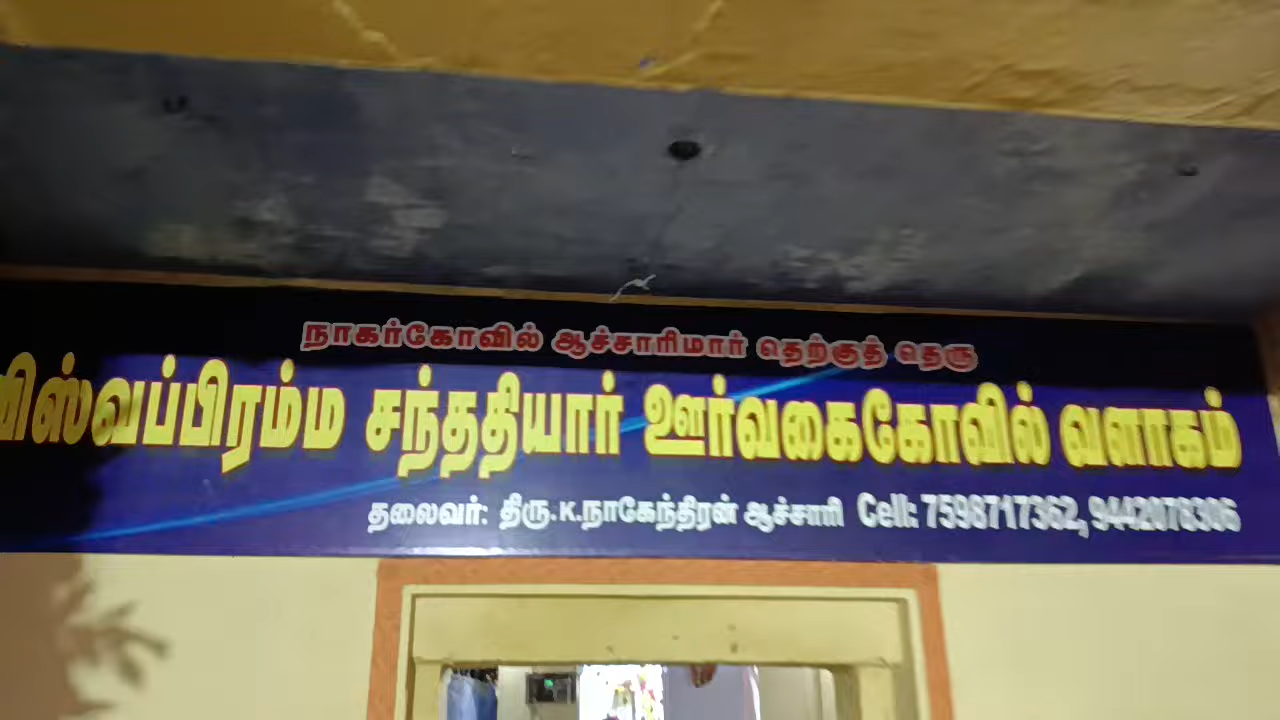 நாகர்கோவில் ஆச்சாரிமார் தெற்குத் தெரு
விஸ்வப்பிரம்ம சந்ததியார் ஊர்வகைகோவில் வளாகம்
தலைவர்: திரு.K.நாகேந்திரன் ஆச்சாரி Cell: 7598717362, 9442078306